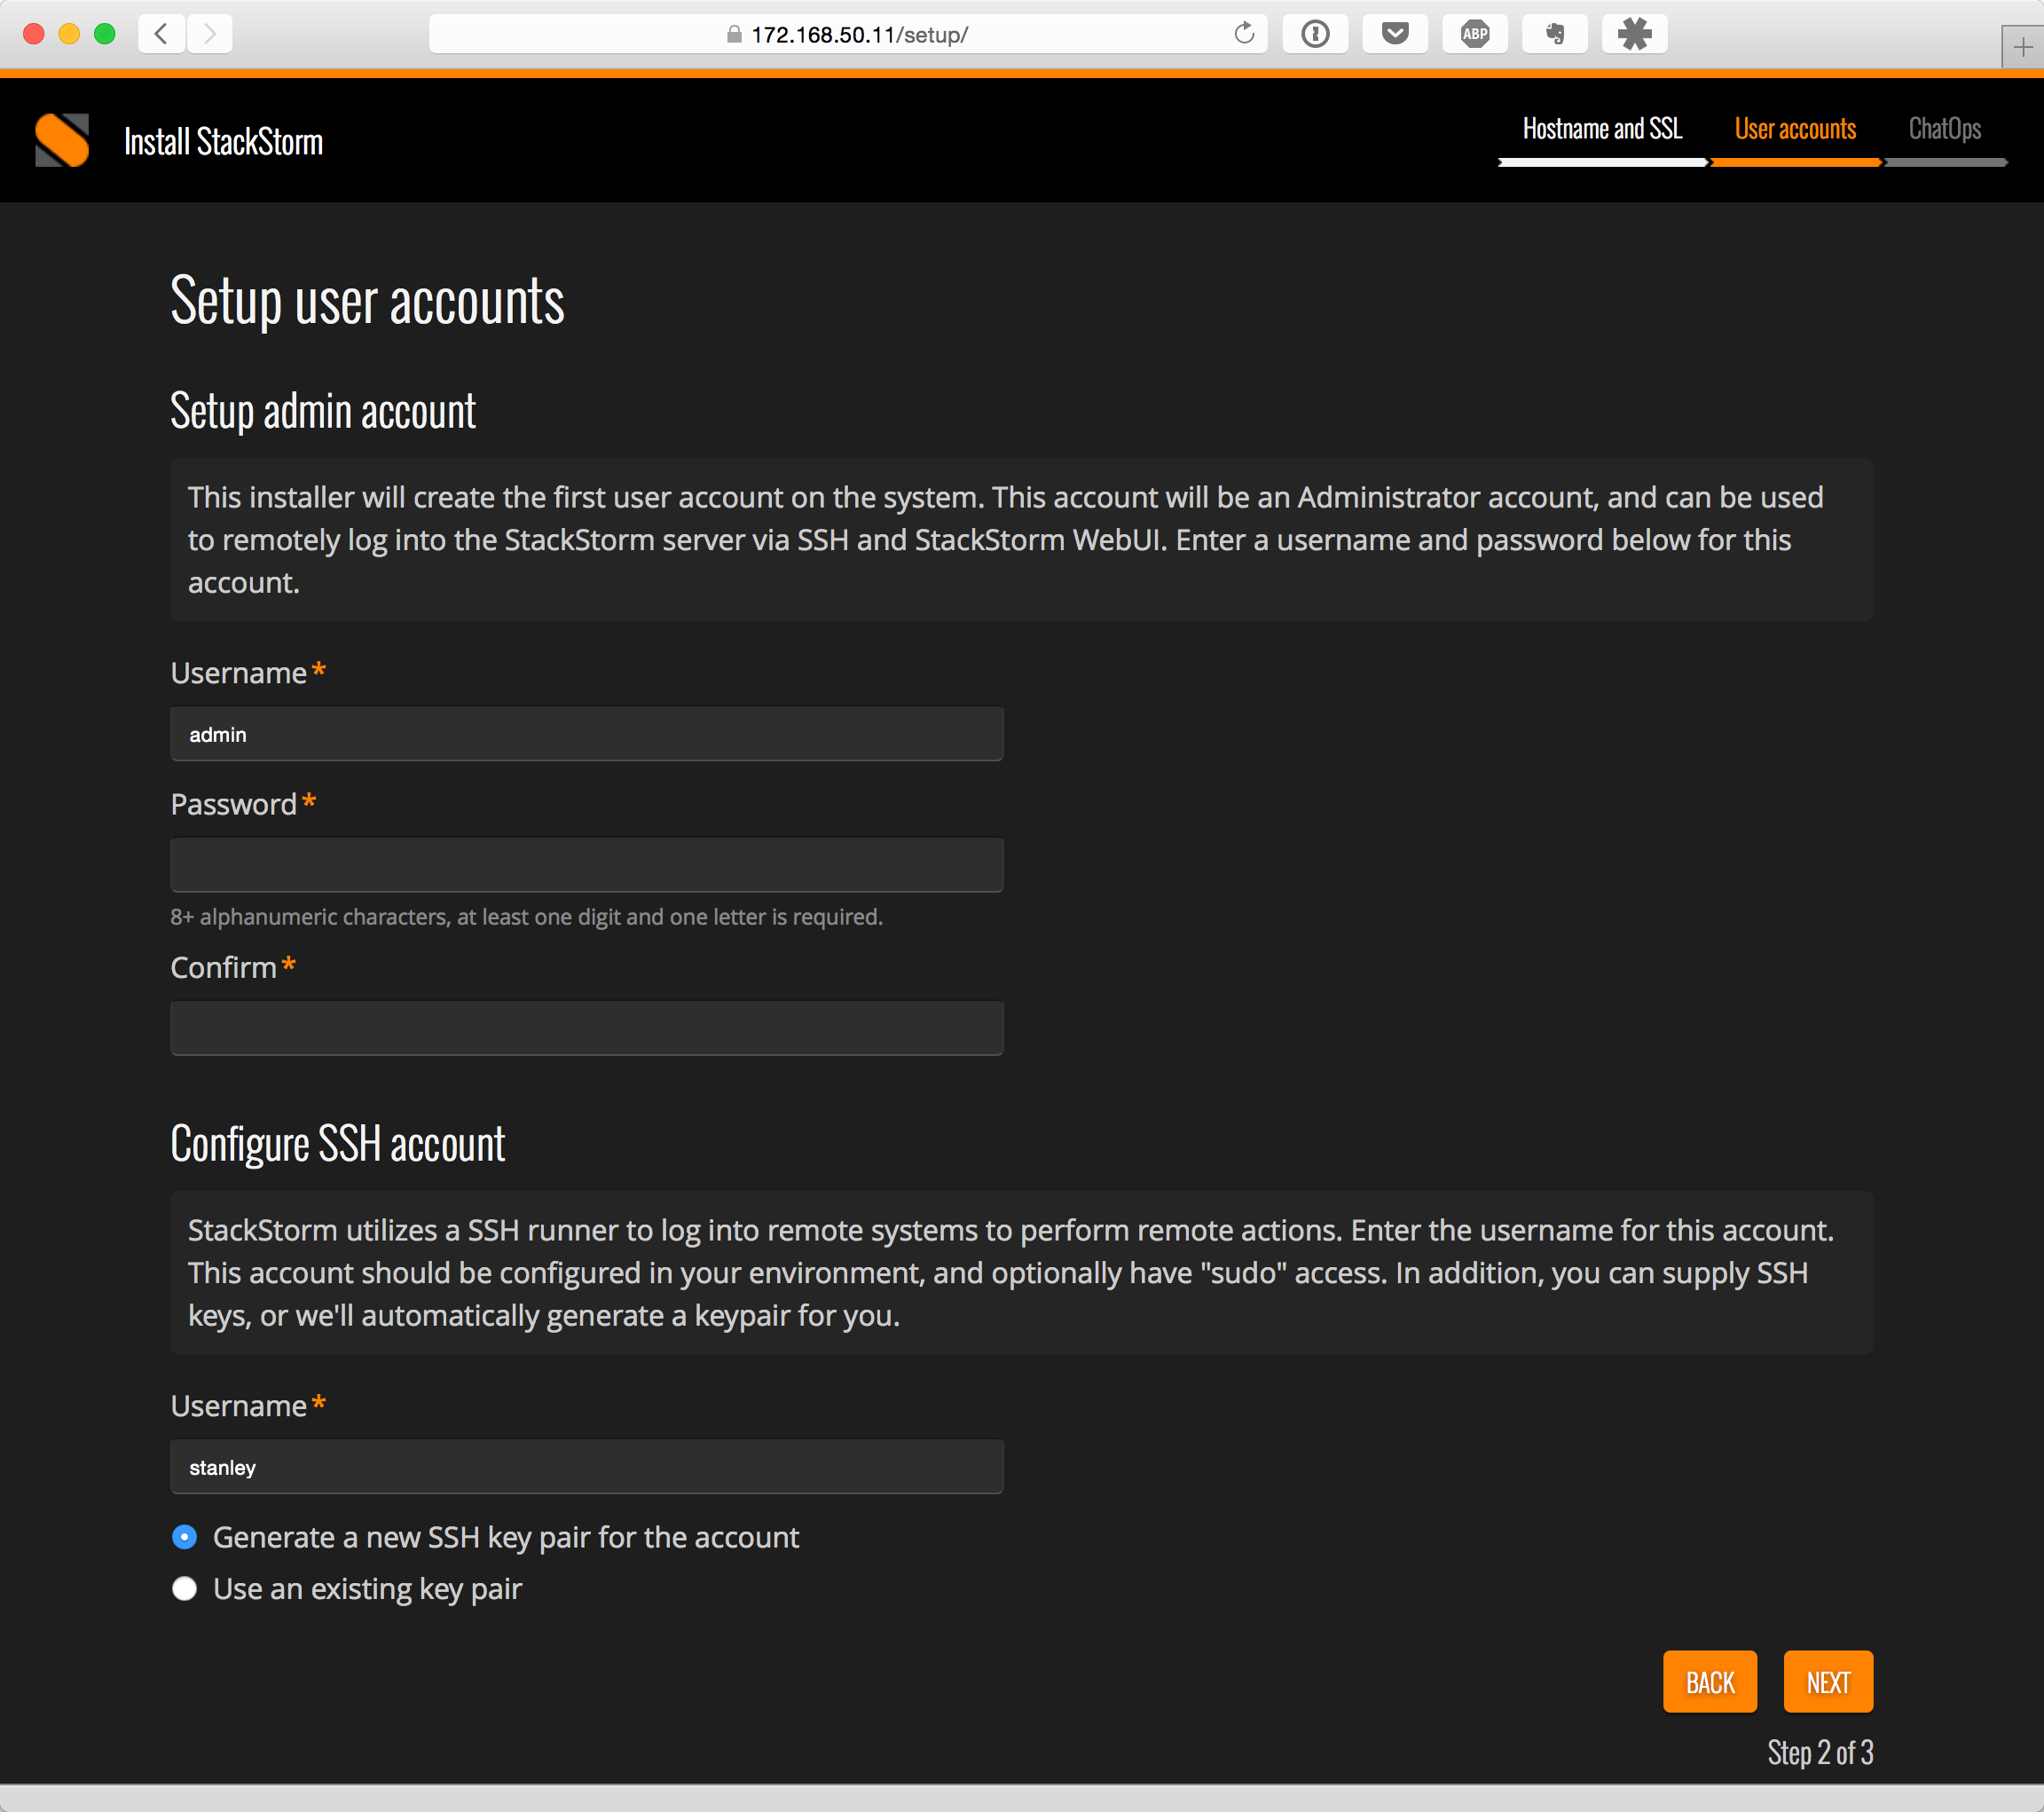 172.168.50.11/setup/
ABP
Install StackStorm
Hostname and SSL
User accounts
ChatOps
Setup user accounts
Setup admin account
This installer will create the first user account on the system. This account will be an Administrator account, and can be used
to remotely log into the StackStorm server via SSH and StackStorm WebUI. Enter a username and password below for this
account.
Username*
admin
Password*
8+ alphanumeric characters, at least one digit and one letter is required.
Confirm*
Configure SSH account
StackStorm utilizes a SSH runner to log into remote systems to perform remote actions. Enter the username for this account.
This account should be configured in your environment, and optionally have "sudo" access. In addition, you can supply SSH
keys, or we'll automatically generate a keypair for you.
Username*
stanley
Generate a new SSH key pair for the account
Use an existing key pair
BACK
NEXT
Step 2 of 3